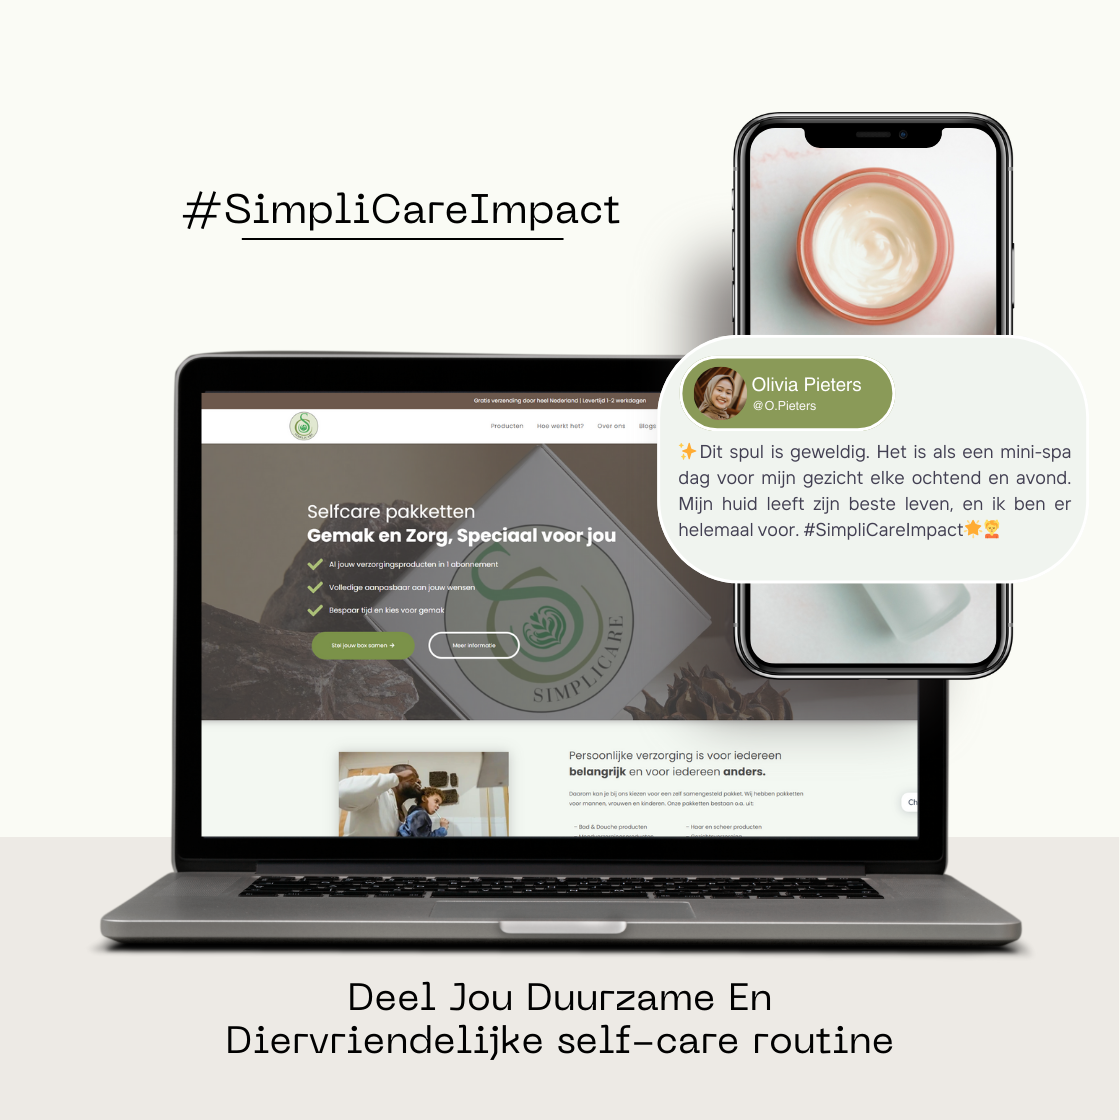 #SimpliCareImpact
Olivia Pieters
@O.Pieters
✨Dit spul is geweldig. Het is als een mini-spa
dag voor mijn gezicht elke ochtend en avond.
Mijn huid leeft zijn beste leven, en ik ben er
helemaal voor. #SimpliCareImpact🌟💆
Gratis verzending door heel Nederland | Levertijd 1-2 werkdagen
Producten Hoe werkt het? Over ons Blogs
Selfcare pakketten
Gemak en Zorg, Speciaal voor jou
Al jouw verzorgingsproducten in 1 abonnement
Volledige aanpasbaar aan jouw wensen
Bespaar tijd en kies voor gemak
Stel jouw box samen →
Meer informatie
SIMPLICARE
Persoonlijke verzorging is voor iedereen
belangrijk en voor iedereen anders.
Daarom kan je bij ons kiezen voor een zelf samengesteld pakket. Wij hebben pakketten
voor mannen, vrouwen en kinderen. Onze pakketten bestaan o.a. uit:
– Bad & Douche producten
– Haar en scheer producten
Ch
Deel Jou Duurzame En
Diervriendelijke self-care routine